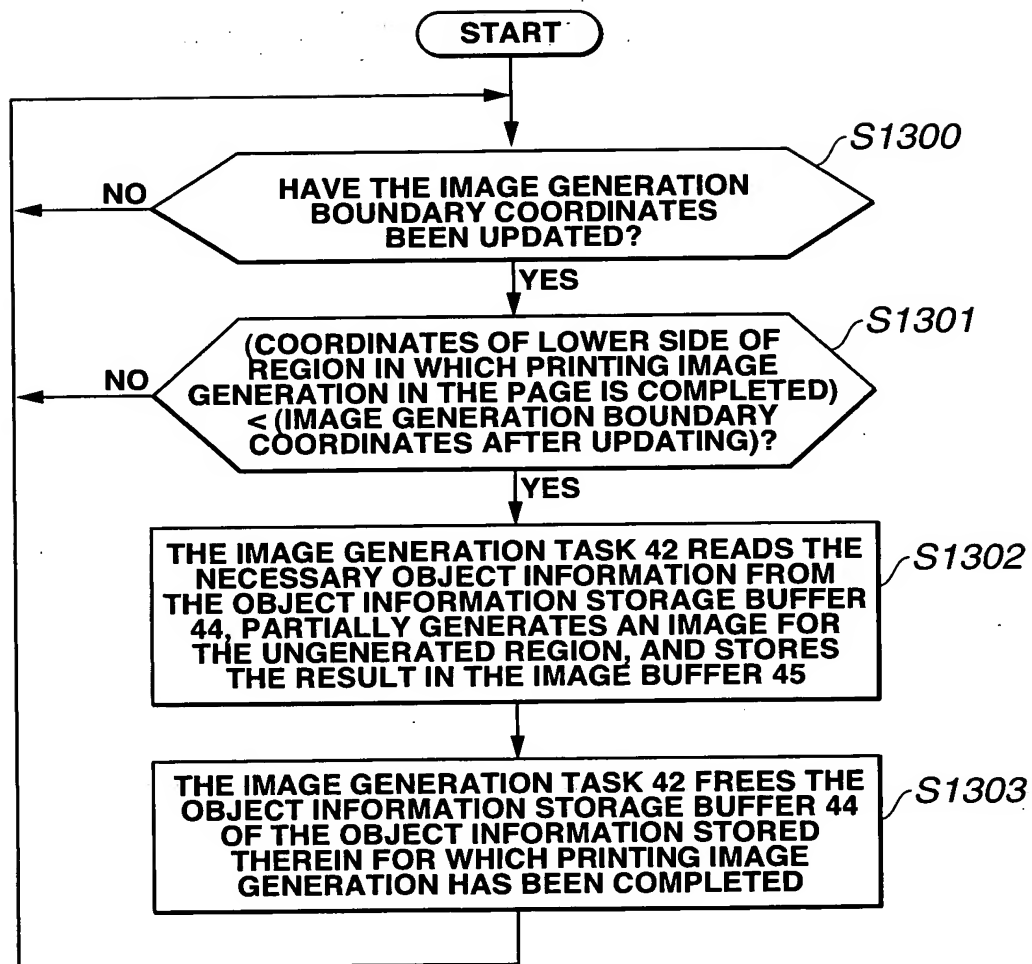 START
S1300
NO
HAVE THE IMAGE GENERATION
BOUNDARY COORDINATES
BEEN UPDATED?
YES
S1301
NO
(COORDINATES OF LOWER SIDE OF
REGION IN WHICH PRINTING IMAGE
GENERATION IN THE PAGE IS COMPLETED)
< (IMAGE GENERATION BOUNDARY
COORDINATES AFTER UPDATING)?
YES
S1302
THE IMAGE GENERATION TASK 42 READS THE
NECESSARY OBJECT INFORMATION FROM
THE OBJECT INFORMATION STORAGE BUFFER
44, PARTIALLY GENERATES AN IMAGE FOR
THE UNGENERATED REGION, AND STORES
THE RESULT IN THE IMAGE BUFFER 45
S1303
THE IMAGE GENERATION TASK 42 FREES THE
OBJECT INFORMATION STORAGE BUFFER 44
OF THE OBJECT INFORMATION STORED
THEREIN FOR WHICH PRINTING IMAGE
GENERATION HAS BEEN COMPLETED